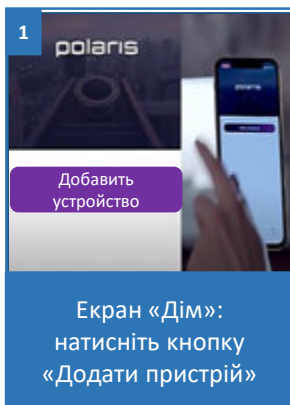 1
polaris
Добавить
устройство
Екран «Дім»:
натисніть кнопку
«Додати пристрій»